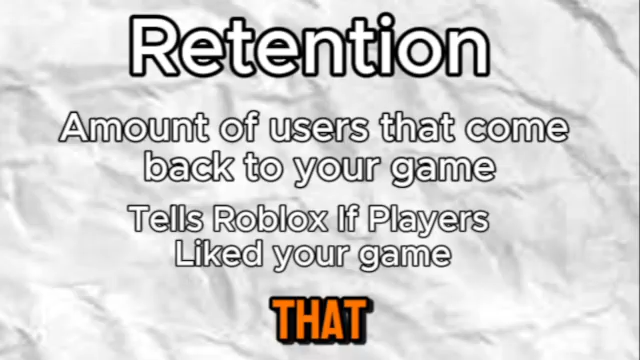 Retention
Amount of users that come
back to your game
Tells Roblox If Players
Liked your game
THAT